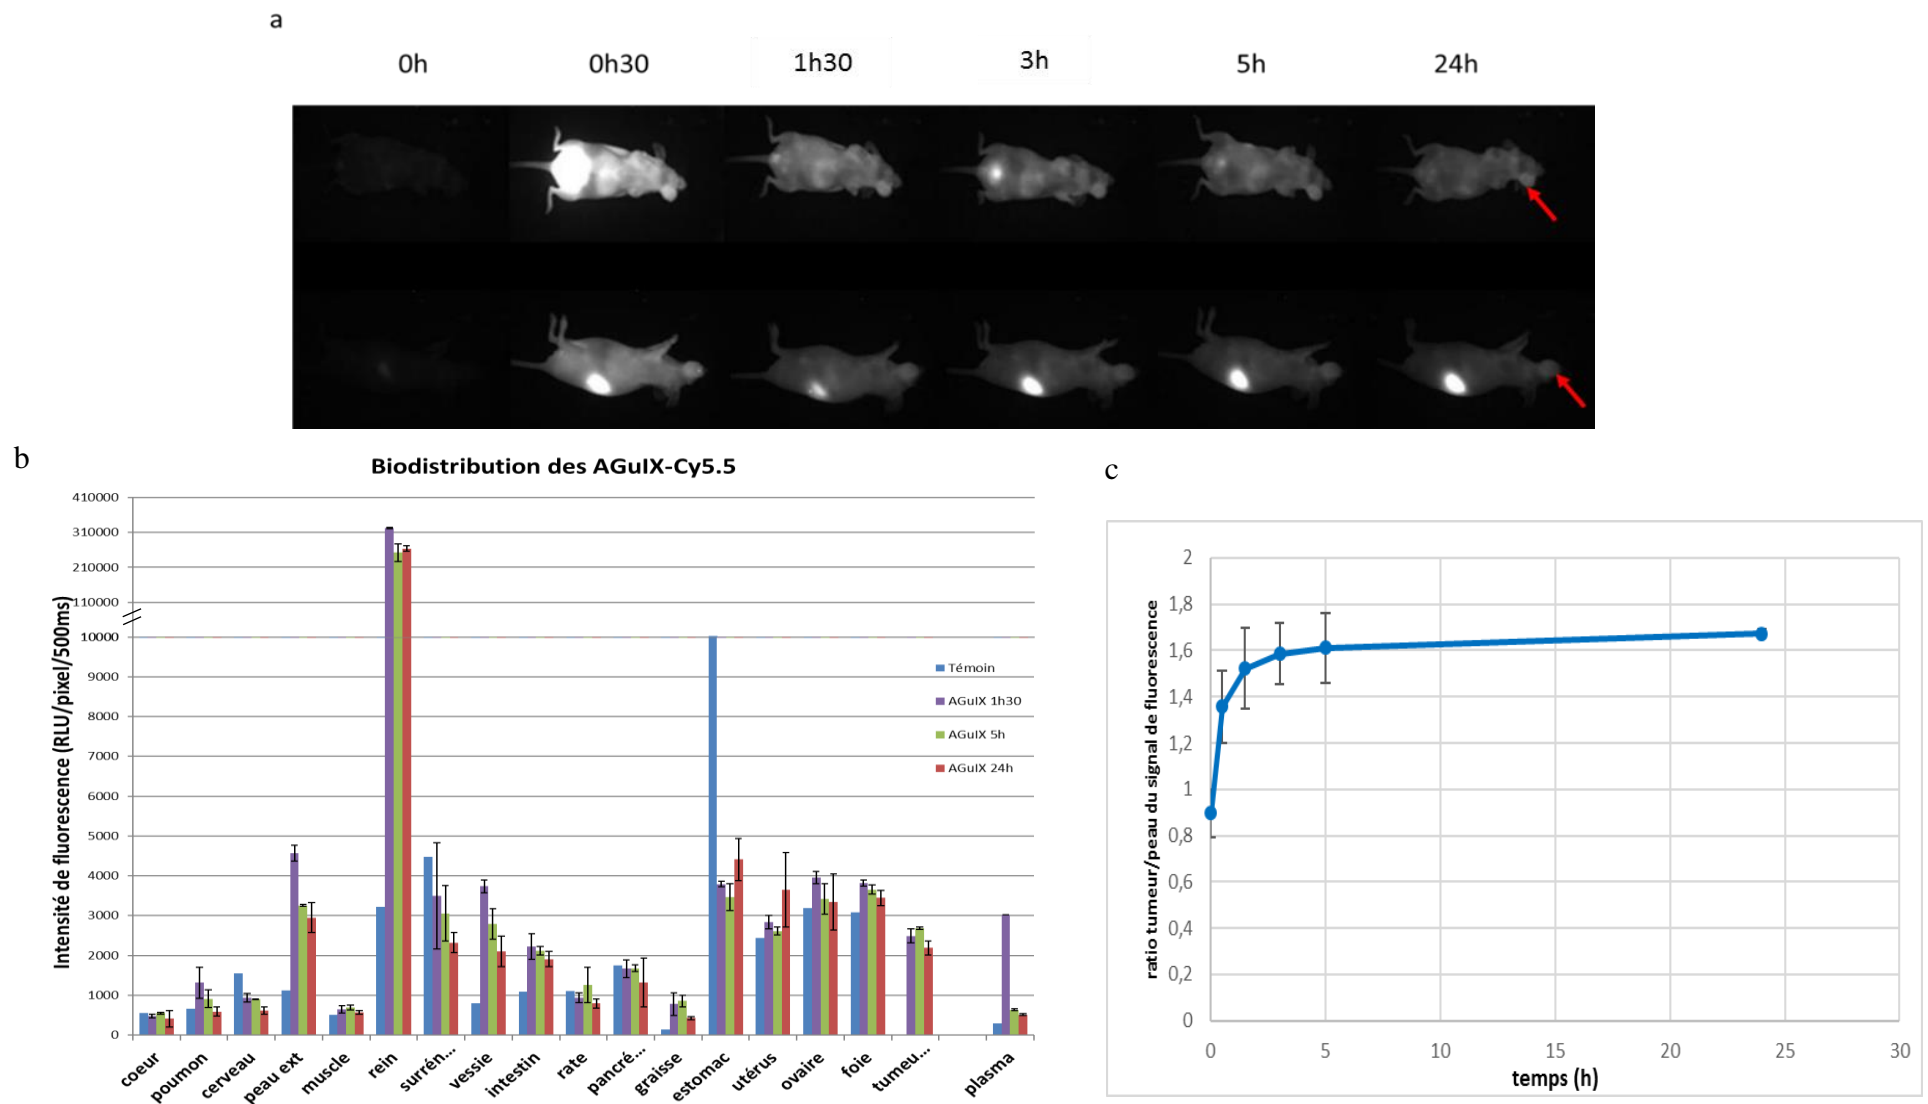 a
0h 0h30 1h30 3h 5h 24h
b
Biodistribution des AGuIX-Cy5.5
Intensité de fluorescence (RLU/pixel/500ms)
410000
310000
210000
110000
10000
9000
8000
7000
6000
5000
4000
3000
2000
1000
0
Témoin
AGuIX 1h30
AGuIX 5h
AGuIX 24h
coeur poumon cerveau peau ext muscle rein surrén... vessie intestin rate pancré... graisse estomac utérus ovaire foie tumeu... plasma
c
ratio tumeur/peau du signal de fluorescence
2
1,8
1,6
1,4
1,2
1
0,8
0,6
0,4
0,2
0
0 5 10 15 20 25 30
temps (h)